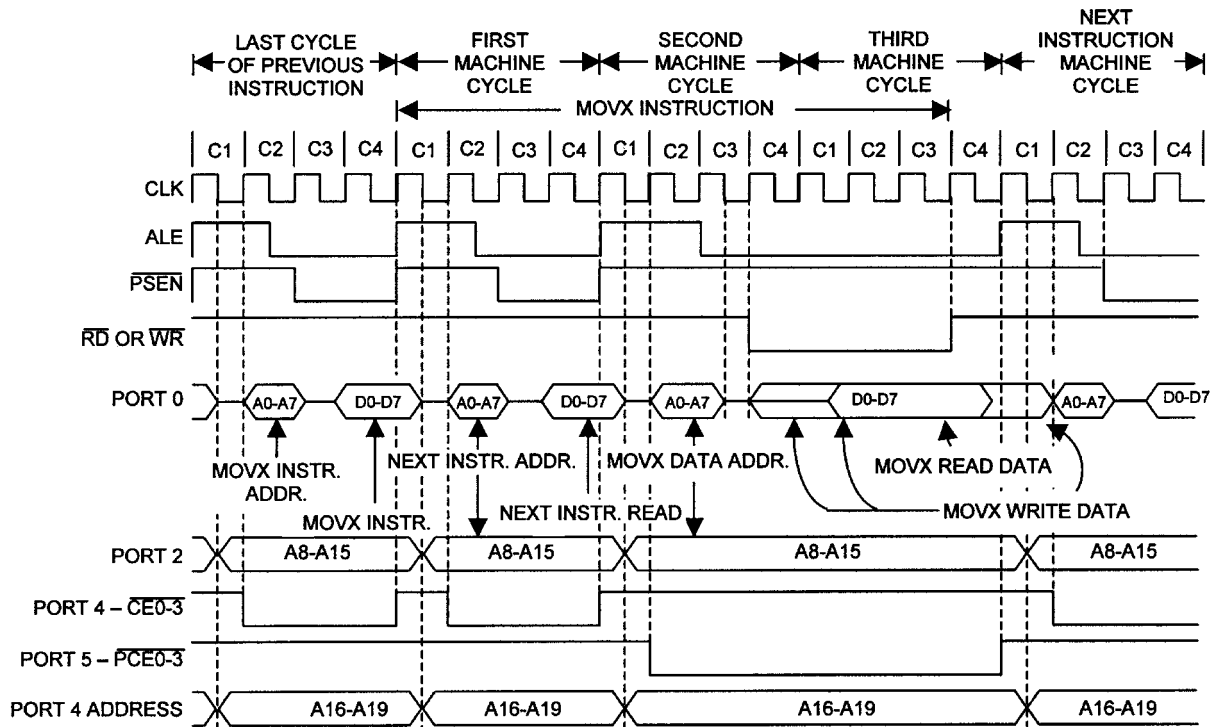 LAST CYCLE
OF PREVIOUS
INSTRUCTION
FIRST
MACHINE
CYCLE
SECOND
MACHINE
CYCLE
THIRD
MACHINE
CYCLE
NEXT
INSTRUCTION
MACHINE
CYCLE
MOVX INSTRUCTION
C1 C2 C3 C4 C1 C2 C3 C4 C1 C2 C3 C4 C1 C2 C3 C4 C1 C2 C3 C4
CLK
ALE
PSEN
RD OR WR
PORT 0 A0-A7 D0-D7 A0-A7 D0-D7 A0-A7 D0-D7 A0-A7 D0-D7
MOVX INSTR.
ADDR.
NEXT INSTR. ADDR.
MOVX DATA ADDR.
MOVX READ DATA
MOVX INSTR.
NEXT INSTR. READ
MOVX WRITE DATA
PORT 2 A8-A15 A8-A15 A8-A15 A8-A15
PORT 4 – CE0-3
PORT 5 – PCE0-3
PORT 4 ADDRESS A16-A19 A16-A19 A16-A19 A16-A19